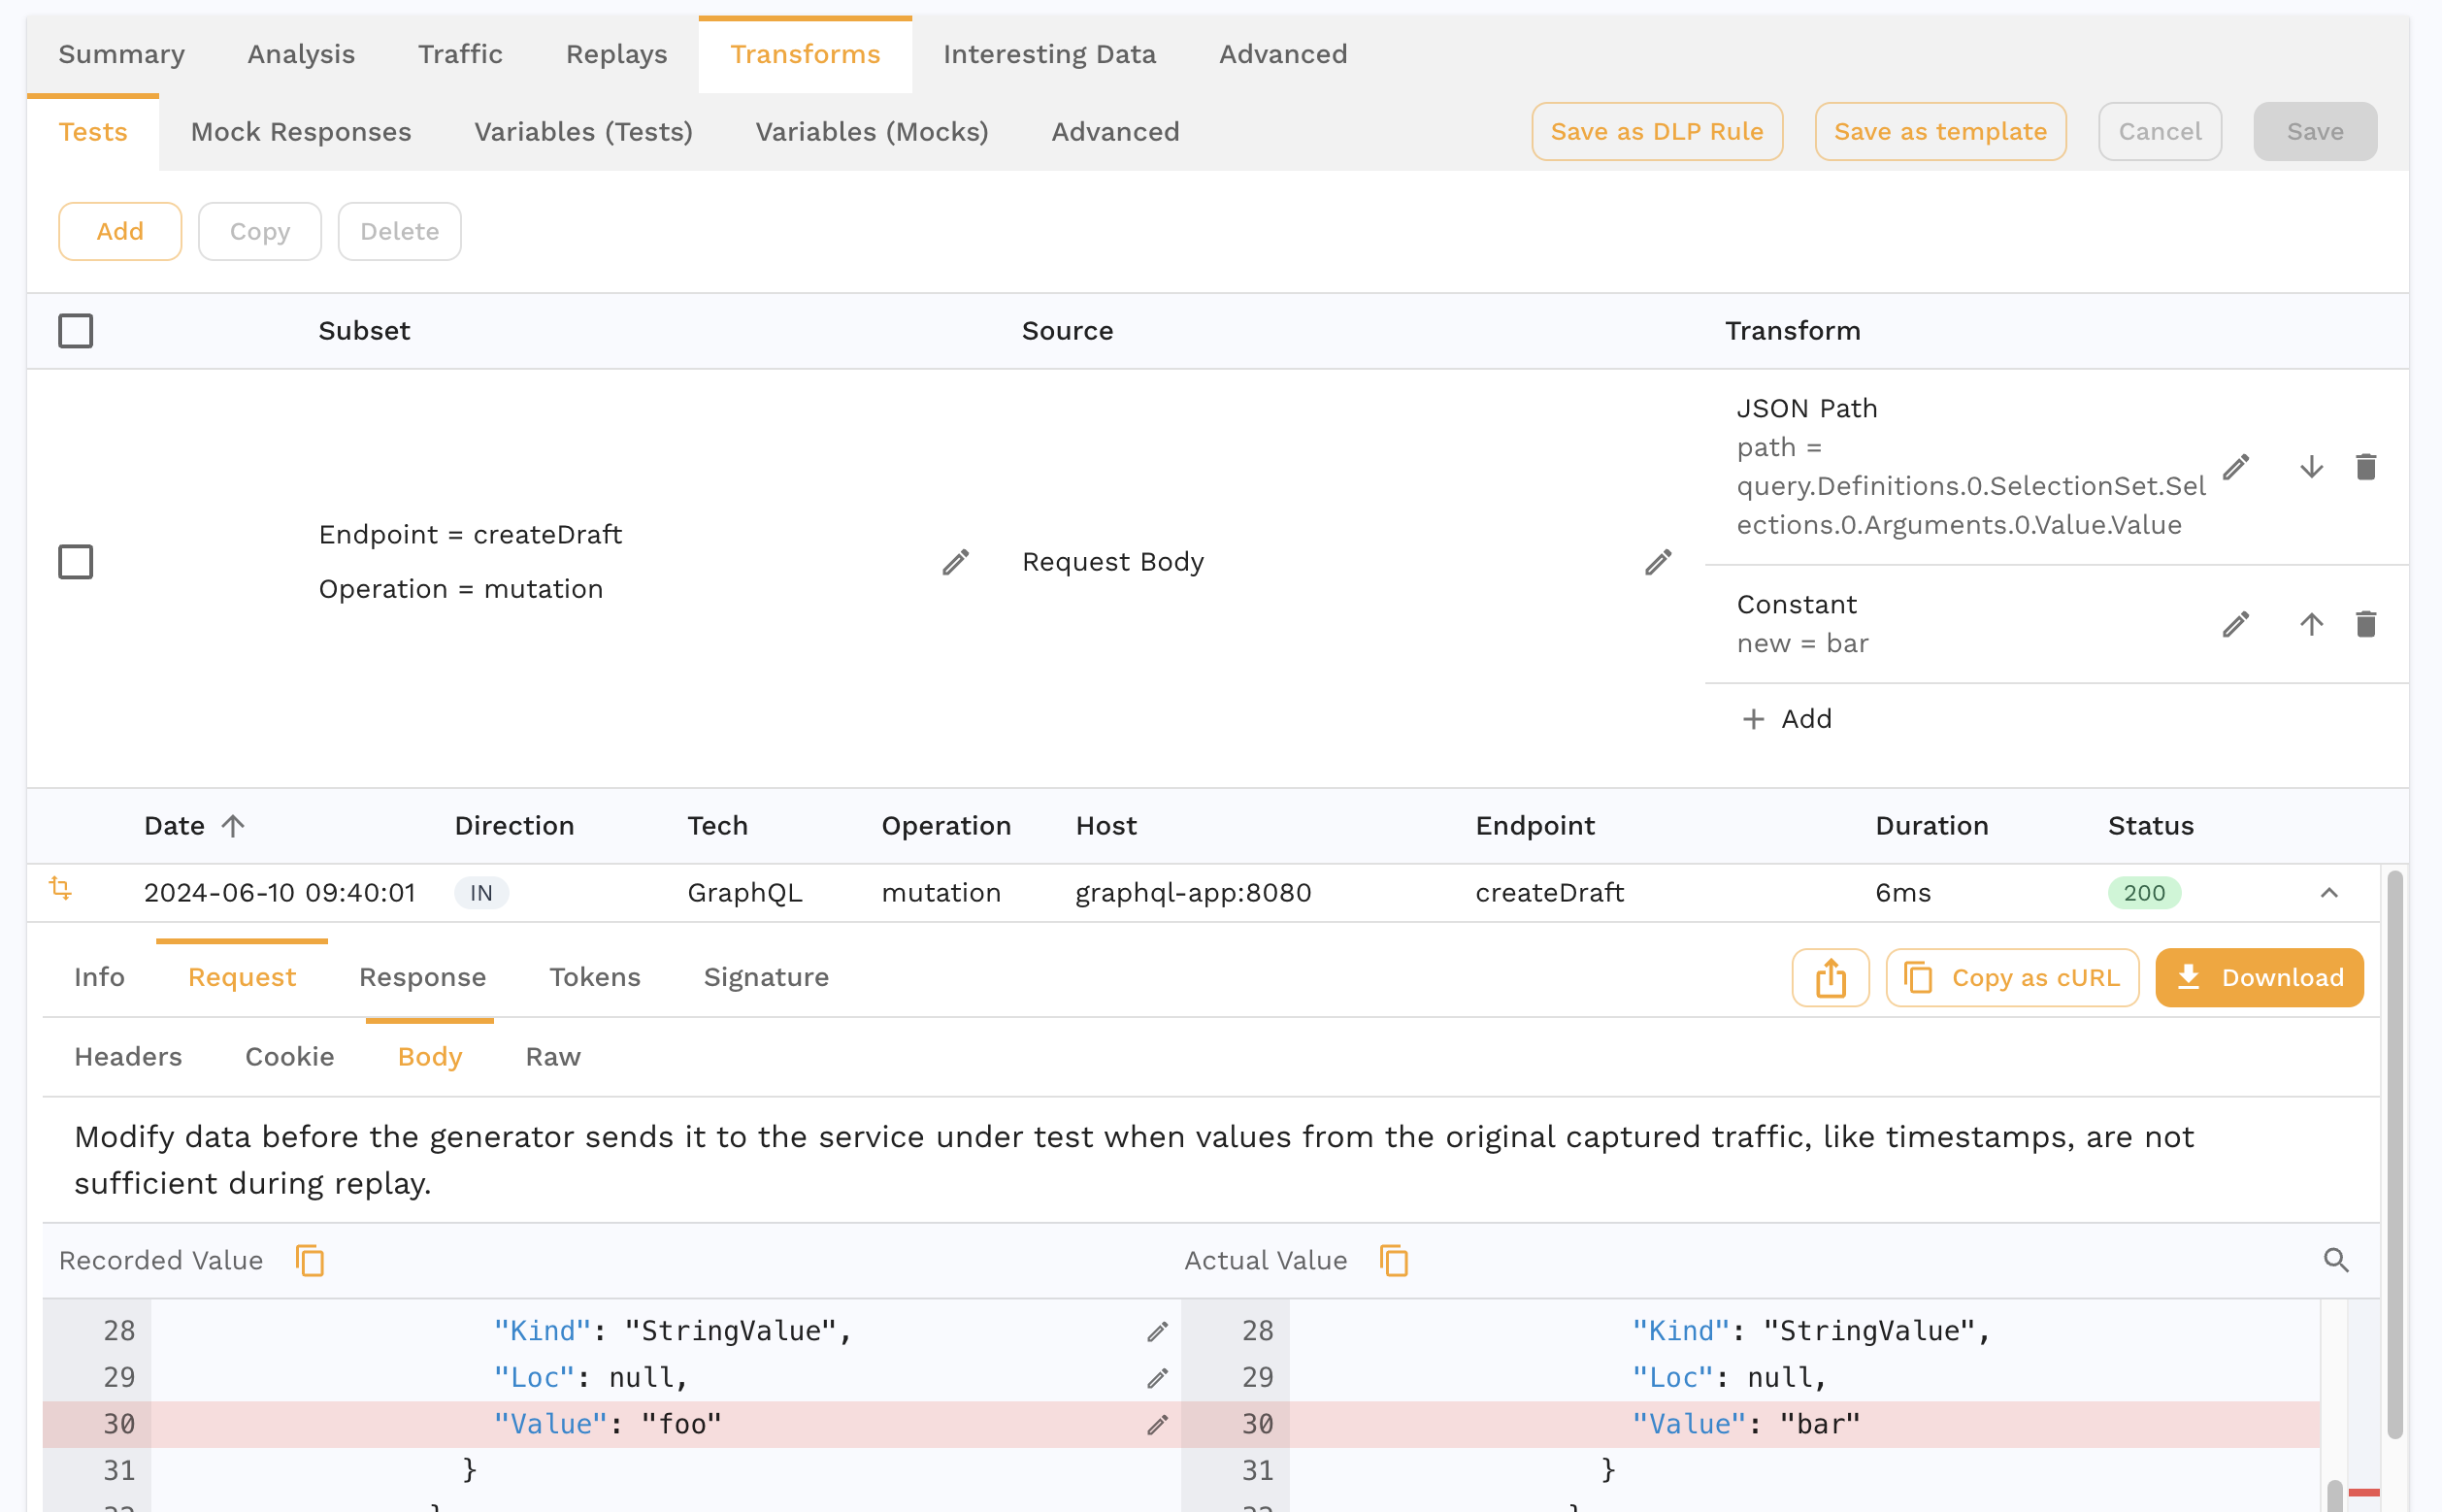 Summary Analysis Traffic Replays Transforms Interesting Data Advanced
Tests Mock Responses Variables (Tests) Variables (Mocks) Advanced Save as DLP Rule Save as template Cancel Save
Add Copy Delete
Subset Source Transform
JSON Path
path =
query.Definitions.0.SelectionSet.Sel
ections.0.Arguments.0.Value.Value
Endpoint = createDraft
Operation = mutation
Request Body
Constant
new = bar
Add
Date Direction Tech Operation Host Endpoint Duration Status
2024-06-10 09:40:01 IN GraphQL mutation graphql-app:8080 createDraft 6ms 200
Info Request Response Tokens Signature Copy as cURL Download
Headers Cookie Body Raw
Modify data before the generator sends it to the service under test when values from the original captured traffic, like timestamps, are not
sufficient during replay.
Recorded Value Actual Value
28 "Kind": "StringValue", 28 "Kind": "StringValue",
29 "Loc": null, 29 "Loc": null,
30 "Value": "foo" 30 "Value": "bar"
31 } 31 }